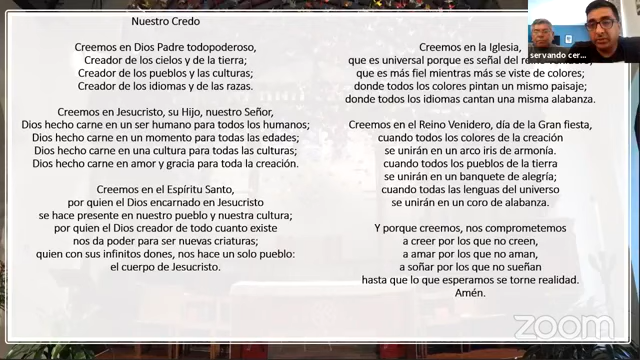 Nuestro Credo
Creemos en Dios Padre todopoderoso,
Creador de los cielos y de la tierra;
Creador de los pueblos y las culturas;
Creador de los idiomas y de las razas.
Creemos en Jesucristo, su Hijo, nuestro Señor,
Dios hecho carne en un ser humano para todos los humanos;
Dios hecho carne en un momento para todas las edades;
Dios hecho carne en una cultura para todas las culturas;
Dios hecho carne en amor y gracia para toda la creación.
Creemos en el Espíritu Santo,
por quien el Dios encarnado en Jesucristo
se hace presente en nuestro pueblo y nuestra cultura;
por quien el Dios creador de todo cuanto existe
nos da poder para ser nuevas criaturas;
quien con sus infinitos dones, nos hace un solo pueblo:
el cuerpo de Jesucristo.
Creemos en la Iglesia,
que es universal porque es señal del
que es más fiel mientras más se viste de colores;
donde todos los colores pintan un mismo paisaje;
donde todos los idiomas cantan una misma alabanza.
Creemos en el Reino Venidero, día de la Gran fiesta,
cuando todos los colores de la creación
se unirán en un arco iris de armonía.
cuando todos los pueblos de la tierra
se unirán en un banquete de alegría;
cuando todas las lenguas del universo
se unirán en un coro de alabanza.
Y porque creemos, nos comprometemos
a creer por los que no creen,
a amar por los que no aman,
a soñar por los que no sueñan
hasta que lo que esperamos se torne realidad.
Amén.
servando cer...
zoom